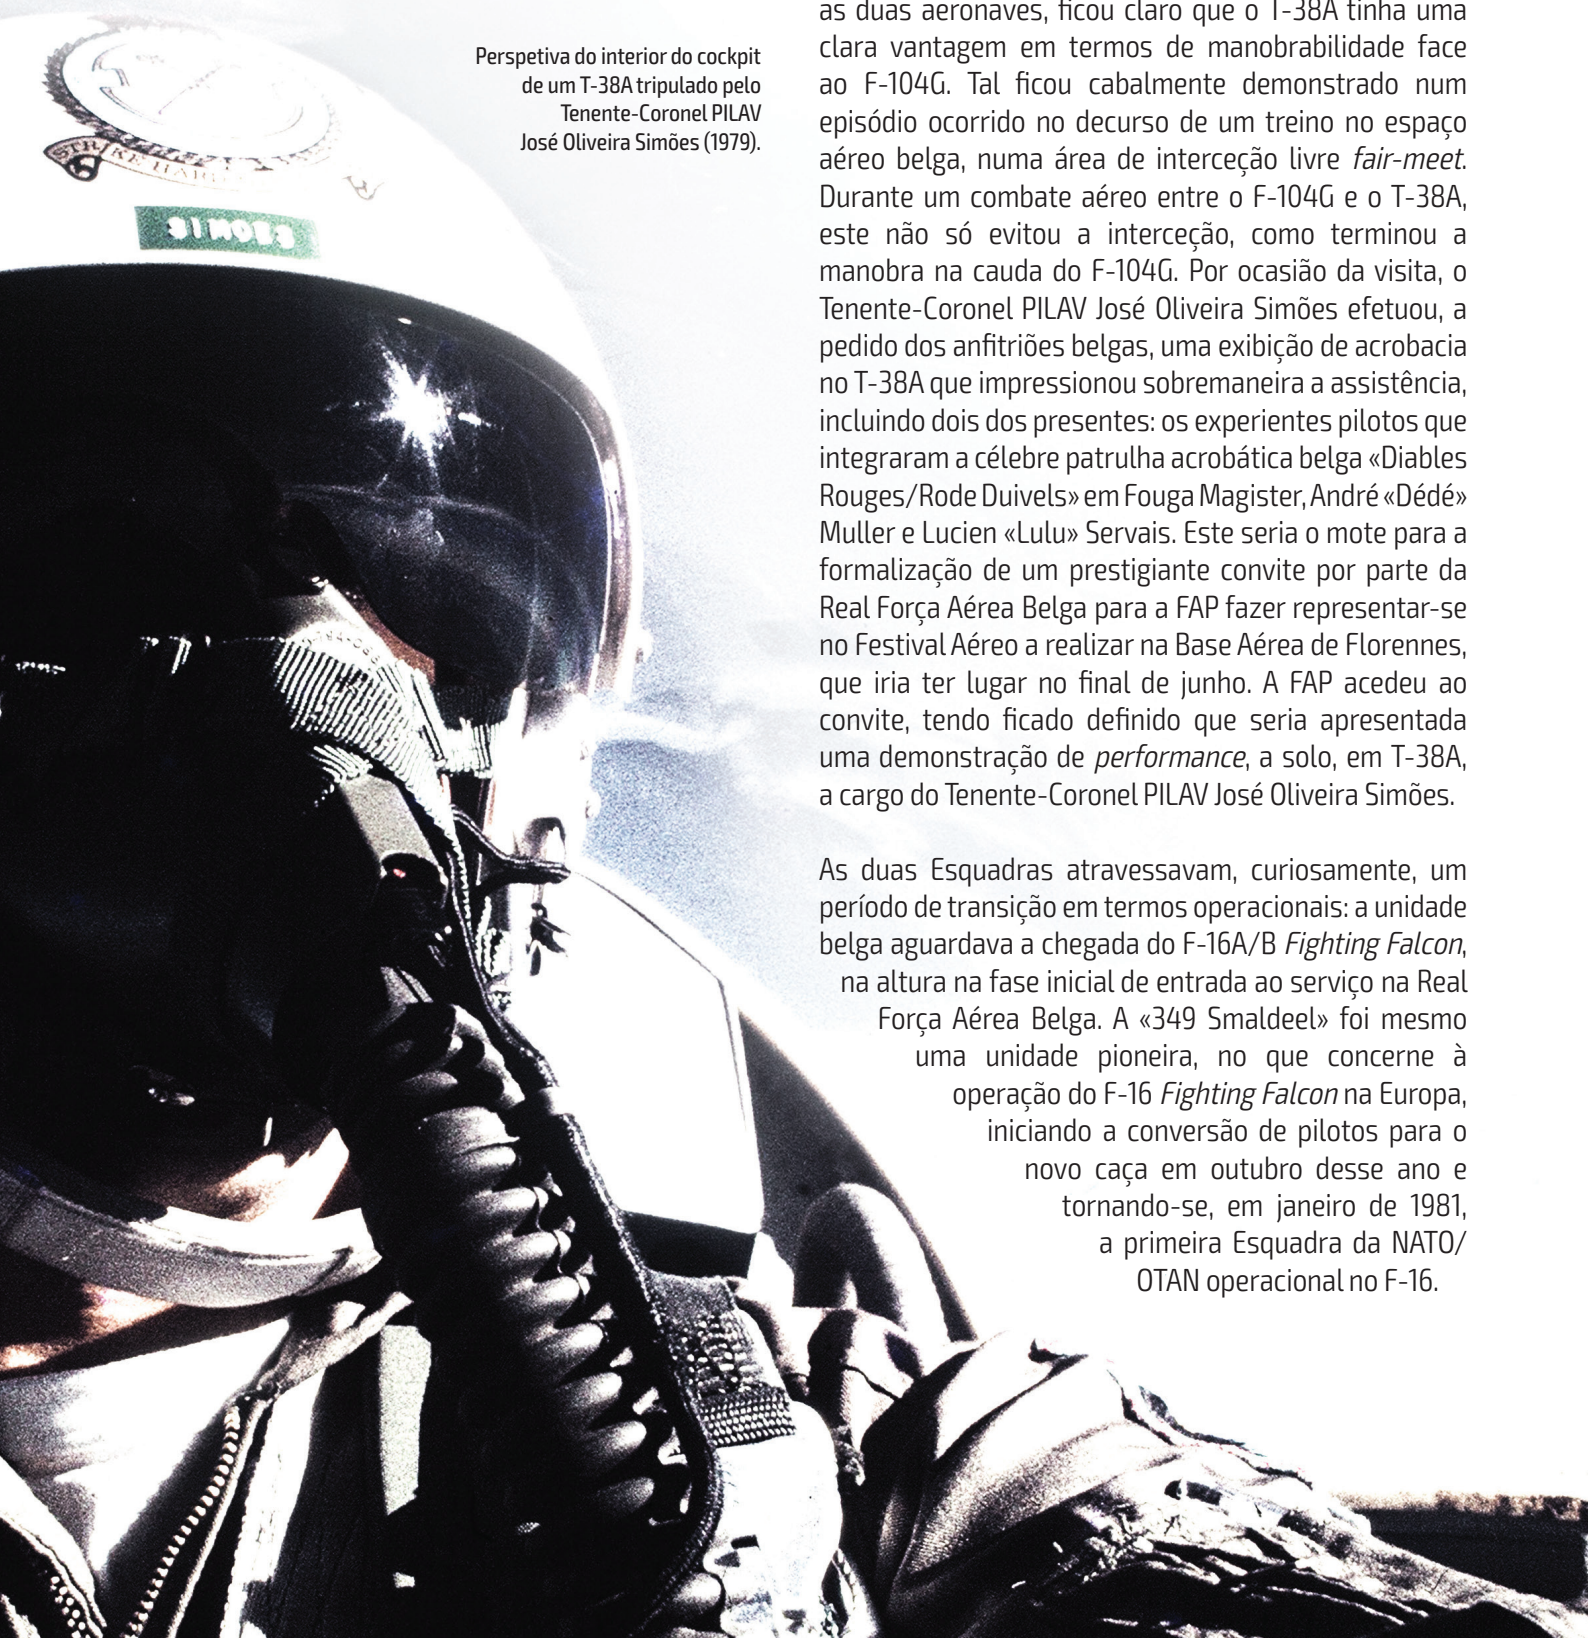 Perspetiva do interior do cockpit
de um T-38A tripulado pelo
Tenente-Coronel PILAV
José Oliveira Simões (1979).
STRIKE HARD
SIMOES
as duas aeronaves, ficou claro que o T-38A tinha uma
clara vantagem em termos de manobrabilidade face
ao F-104G. Tal ficou cabalmente demonstrado num
episódio ocorrido no decurso de um treino no espaço
aéreo belga, numa área de interceção livre fair-meet.
Durante um combate aéreo entre o F-104G e o T-38A,
este não só evitou a interceção, como terminou a
manobra na cauda do F-104G. Por ocasião da visita, o
Tenente-Coronel PILAV José Oliveira Simões efetuou, a
pedido dos anfitriões belgas, uma exibição de acrobacia
no T-38A que impressionou sobremaneira a assistência,
incluindo dois dos presentes: os experientes pilotos que
integraram a célebre patrulha acrobática belga «Diables
Rouges/Rode Duivels» em Fouga Magister, André «Dédé»
Muller e Lucien «Lulu» Servais. Este seria o mote para a
formalização de um prestigiante convite por parte da
Real Força Aérea Belga para a FAP fazer representar-se
no Festival Aéreo a realizar na Base Aérea de Florennes,
que iria ter lugar no final de junho. A FAP acedeu ao
convite, tendo ficado definido que seria apresentada
uma demonstração de performance, a solo, em T-38A,
a cargo do Tenente-Coronel PILAV José Oliveira Simões.
As duas Esquadras atravessavam, curiosamente, um
período de transição em termos operacionais: a unidade
belga aguardava a chegada do F-16A/B Fighting Falcon,
na altura na fase inicial de entrada ao serviço na Real
Força Aérea Belga. A «349 Smaldeel» foi mesmo
uma unidade pioneira, no que concerne à
operação do F-16 Fighting Falcon na Europa,
iniciando a conversão de pilotos para o
novo caça em outubro desse ano e
tornando-se, em janeiro de 1981,
a primeira Esquadra da NATO/
OTAN operacional no F-16.